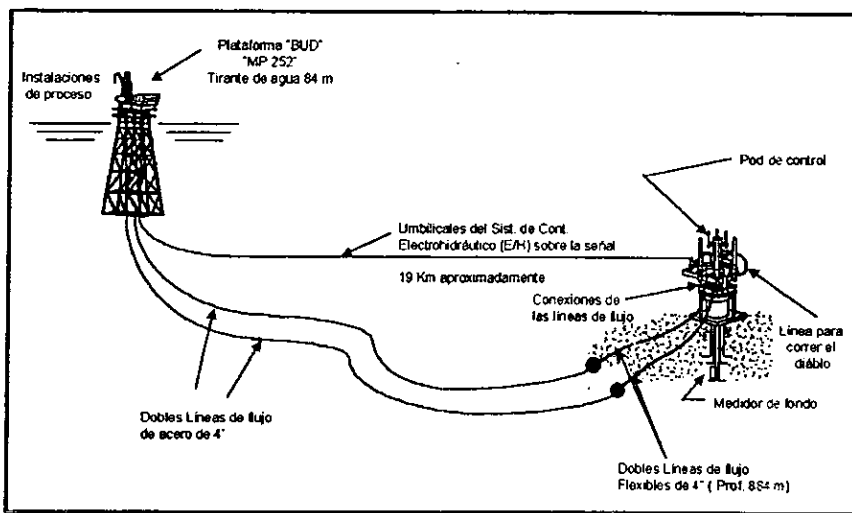 Plataforma "BUD"
"MP 252"
Tirante de agua 84 m
Instalaciones
de proceso
Pod de control
Umbilicales del Sist. de Cont.
Electrohidráutico (E/H) sobre la señal
19 Km aproximadamente
Conexiones de
las líneas de flujo
Línea para
correr el
diáblo
Medidor de fondo
Dobles Líneas de flujo
de acero de 4"
Dobles Líneas de flujo
Flexibles de 4" ( Prof. 884 m)